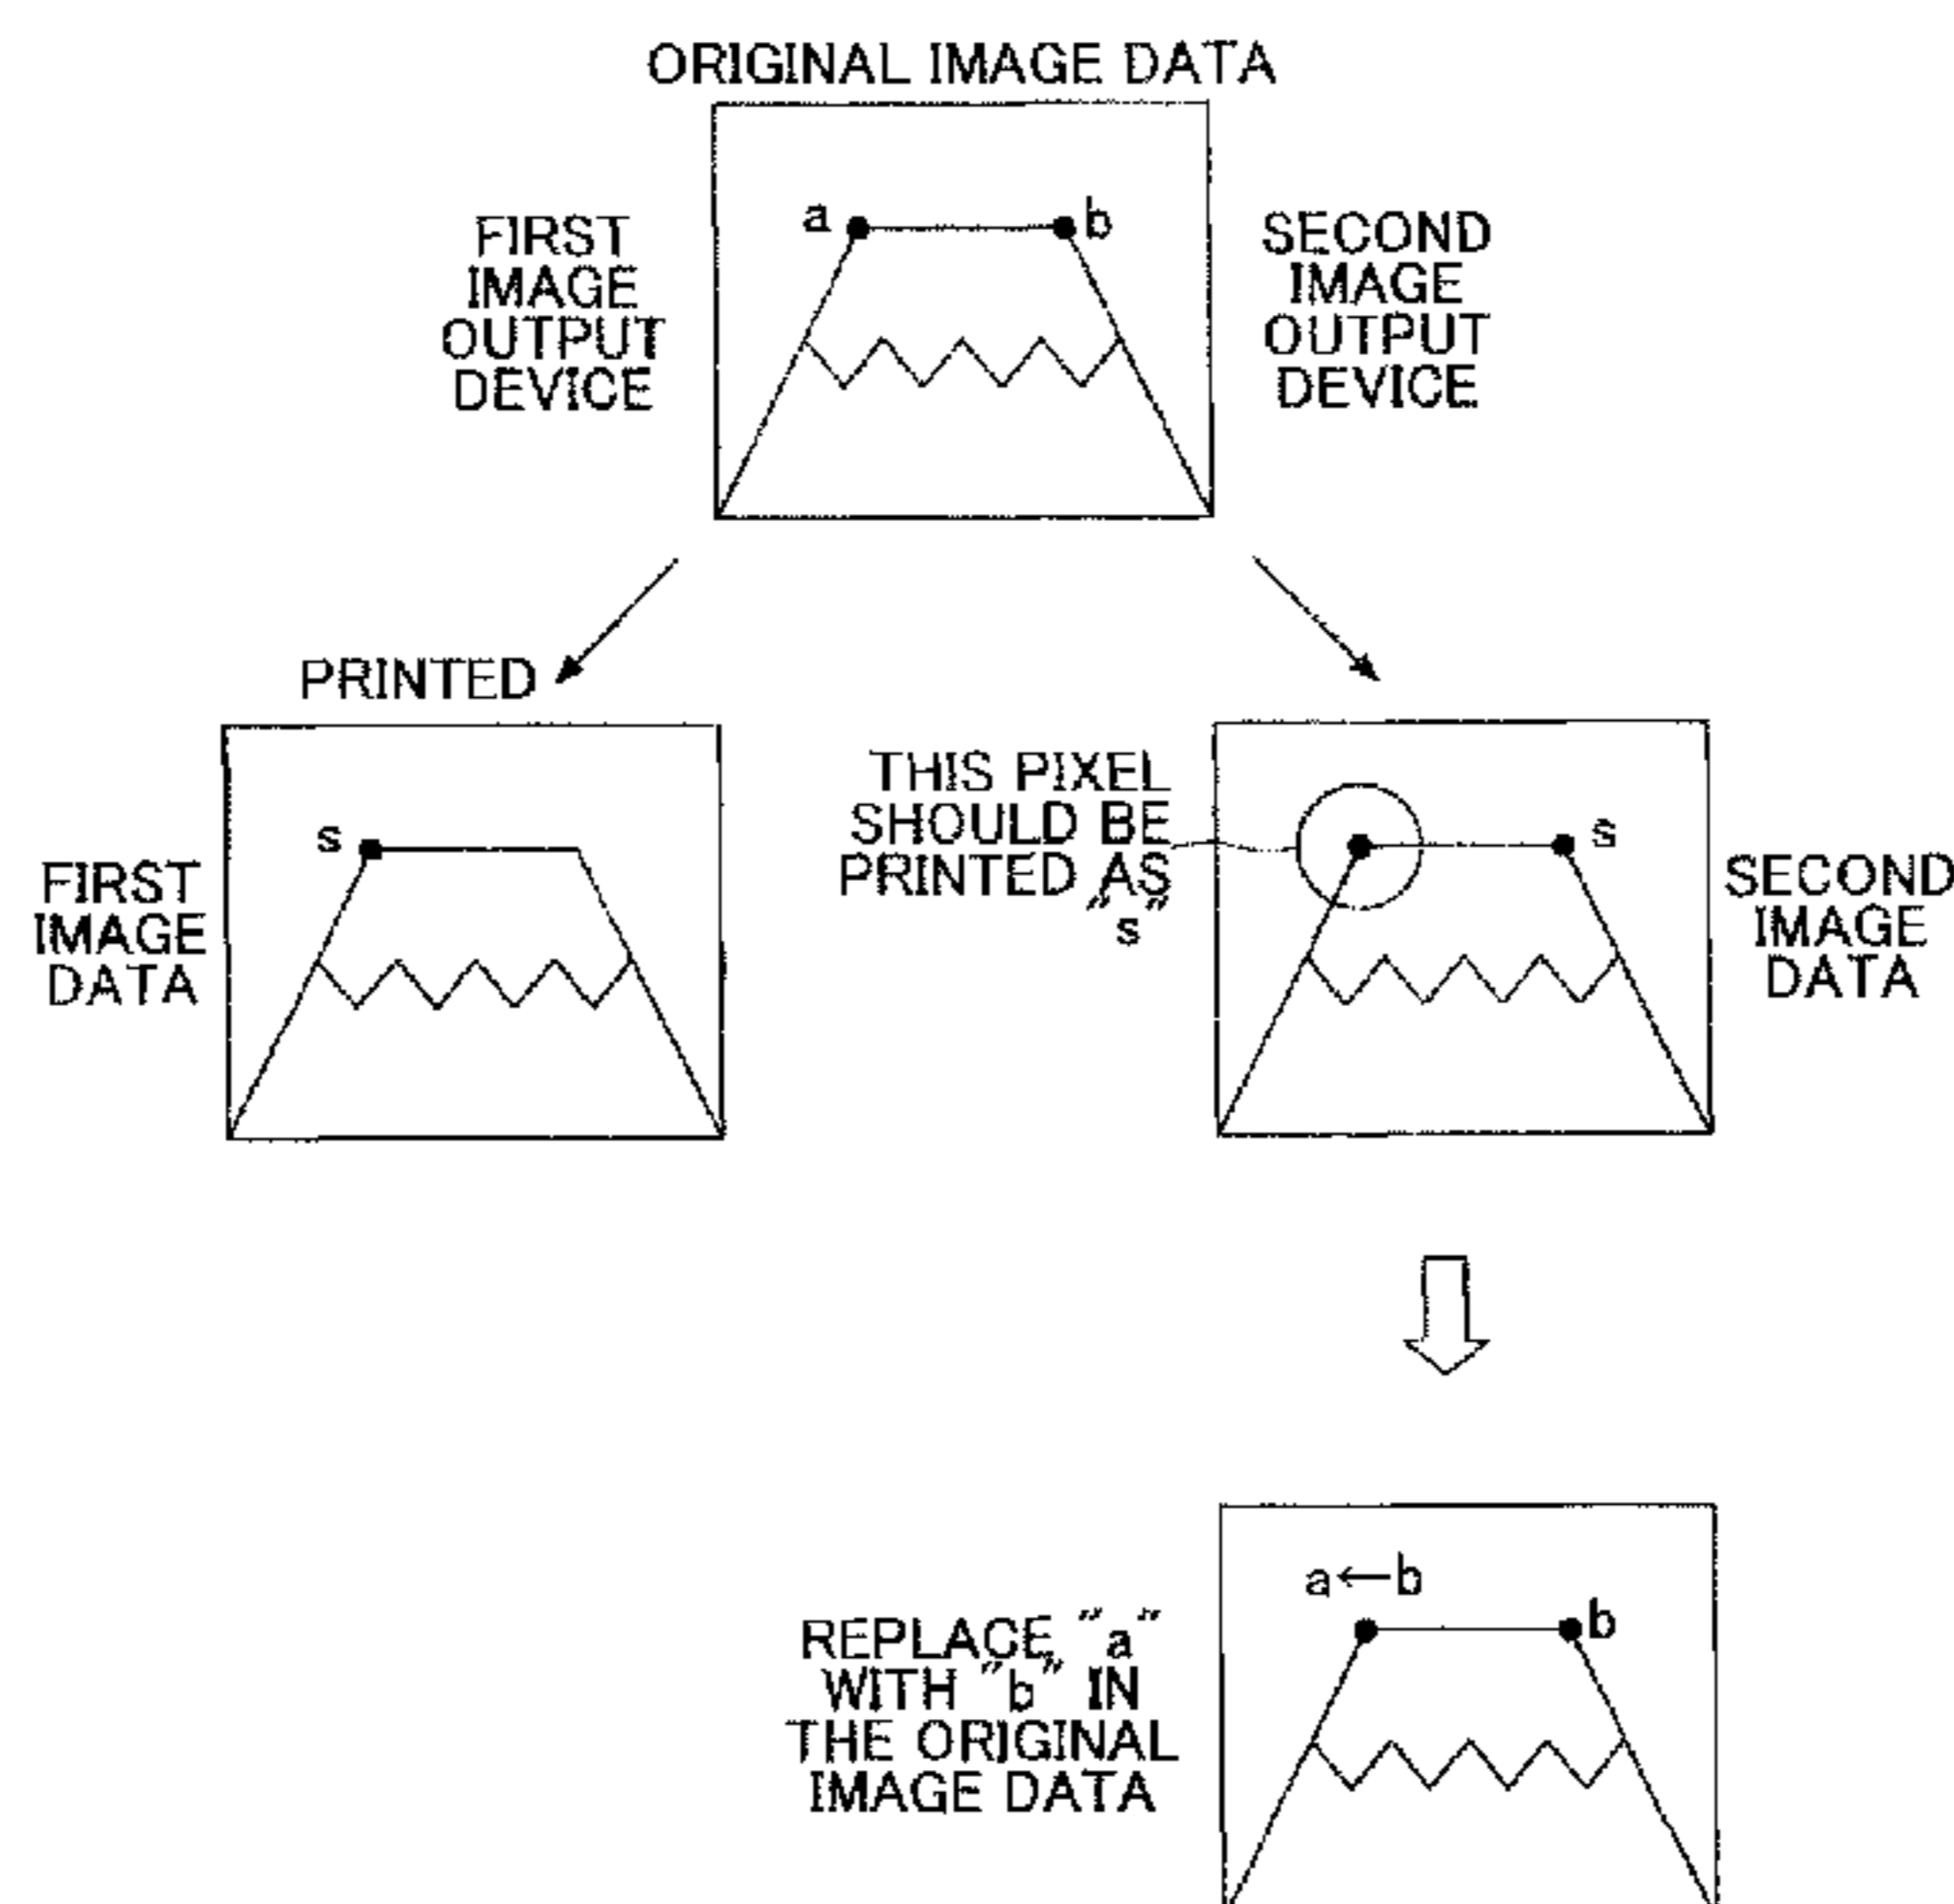 ORIGINAL IMAGE DATA
a
b
FIRST
IMAGE
OUTPUT
DEVICE
SECOND
IMAGE
OUTPUT
DEVICE
PRINTED
s
FIRST
IMAGE
DATA
THIS PIXEL
SHOULD BE
PRINTED AS
"s"
s
SECOND
IMAGE
DATA
a←b
b
REPLACE "a"
WITH "b" IN
THE ORIGINAL
IMAGE DATA